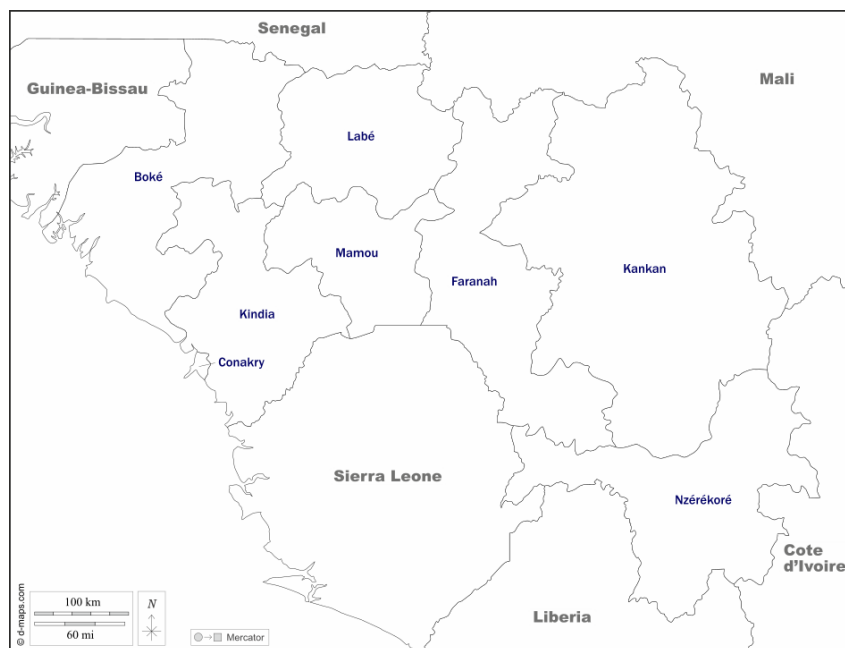 Senegal
Guinea-Bissau
Mali
Labé
Boké
Mamou
Kankan
Faranah
Kindia
Conakry
Sierra Leone
Nzérékoré
Cote
d'Ivoire
Liberia
100 km
60 mi
N
Mercator
© d-maps.com